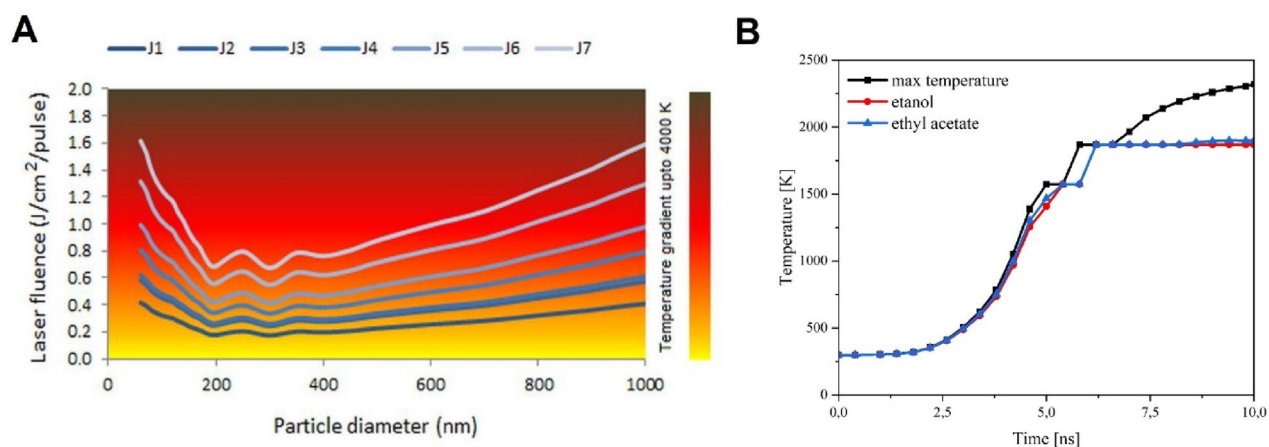 A
J1 J2 J3 J4 J5 J6 J7
Laser fluence (J/cm²/pulse)
2.0
1.8
1.6
1.4
1.2
1.0
0.8
0.6
0.4
0.2
0.0
0 200 400 600 800 1000
Particle diameter (nm)
Temperature gradient upto 4000 K
B
max temperature
etanol
ethyl acetate
Temperature [K]
2500
2000
1500
1000
500
0
0,0 2,5 5,0 7,5 10,0
Time [ns]